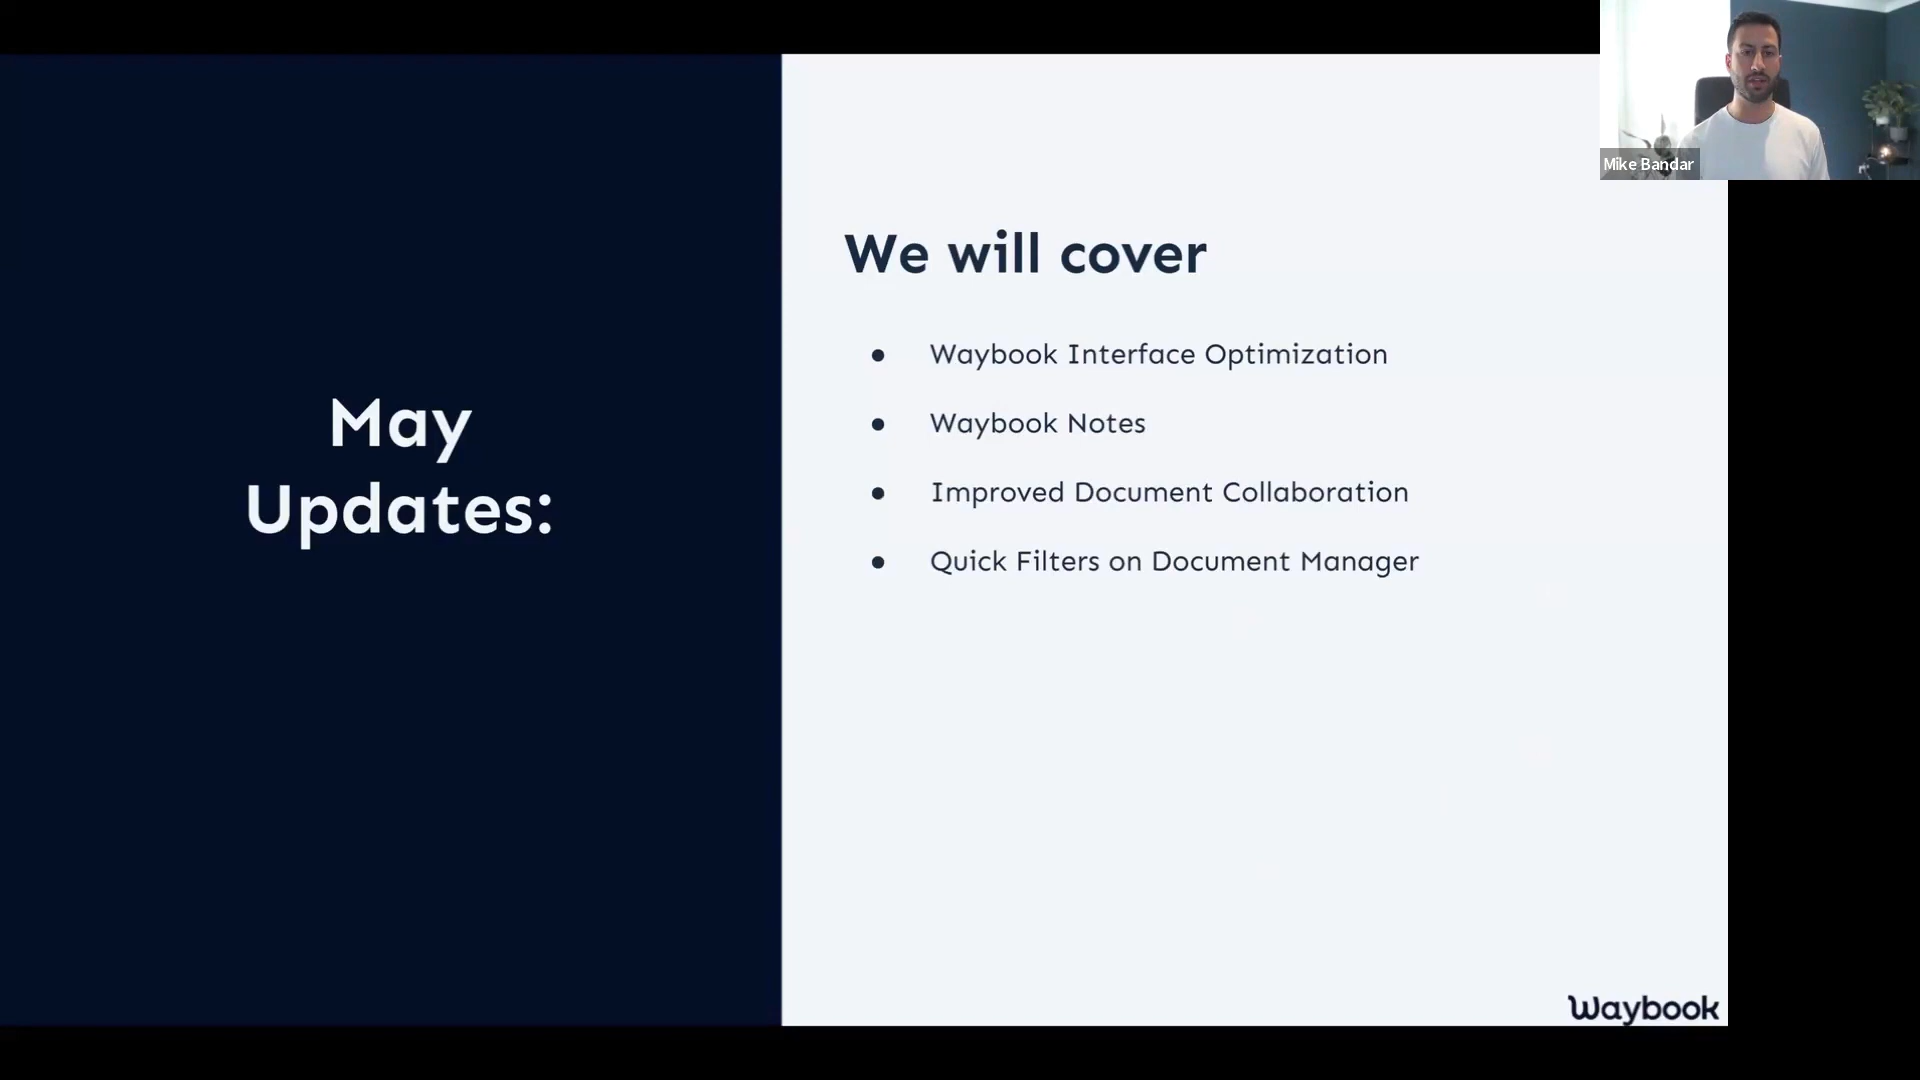 May
Updates:
We will cover
● Waybook Interface Optimization
● Waybook Notes
● Improved Document Collaboration
● Quick Filters on Document Manager
Mike Bandar
Waybook